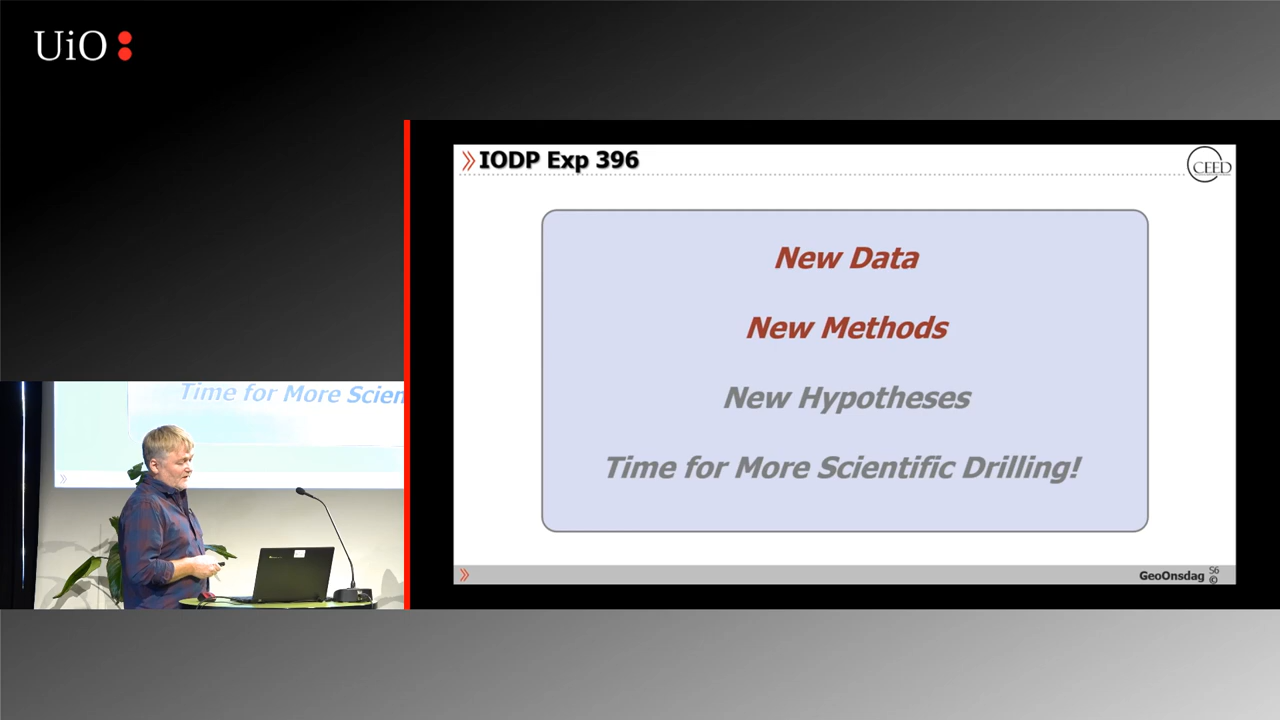 UiO
IODP Exp 396
CEED
New Data
New Methods
New Hypotheses
Time for More Scientific Drilling!
GeoOnsdag 56
©
Time for More Scien